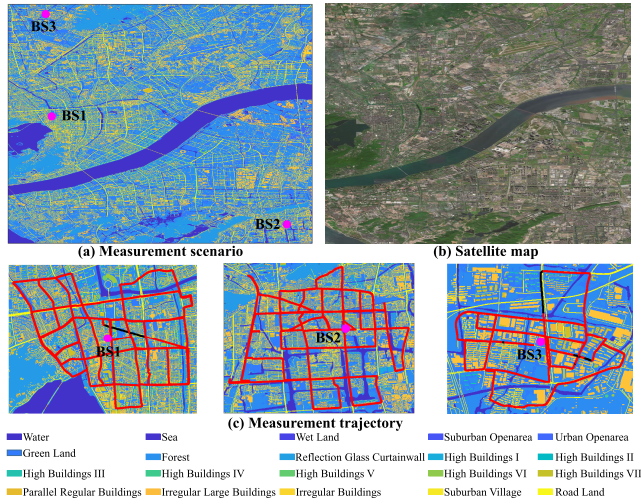 BS3
BS1
BS2
(a) Measurement scenario
(b) Satellite map
BS1
BS2
BS3
(c) Measurement trajectory
Water
Sea
Wet Land
Suburban Openarea
Urban Openarea
Green Land
Forest
Reflection Glass Curtainwall
High Buildings I
High Buildings II
High Buildings III
High Buildings IV
High Buildings V
High Buildings VI
High Buildings VII
Parallel Regular Buildings
Irregular Large Buildings
Irregular Buildings
Suburban Village
Road Land